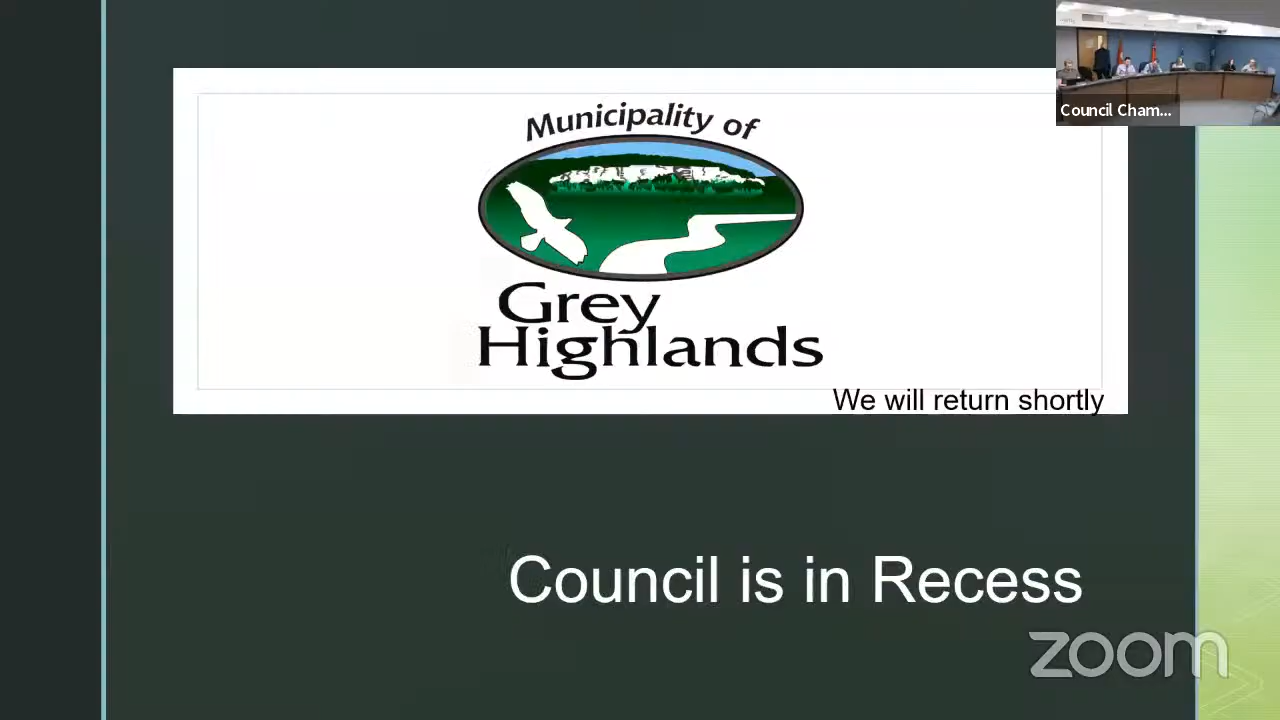 Municipality of
Grey
Highlands
We will return shortly
Council is in Recess
Council Cham...
zoom